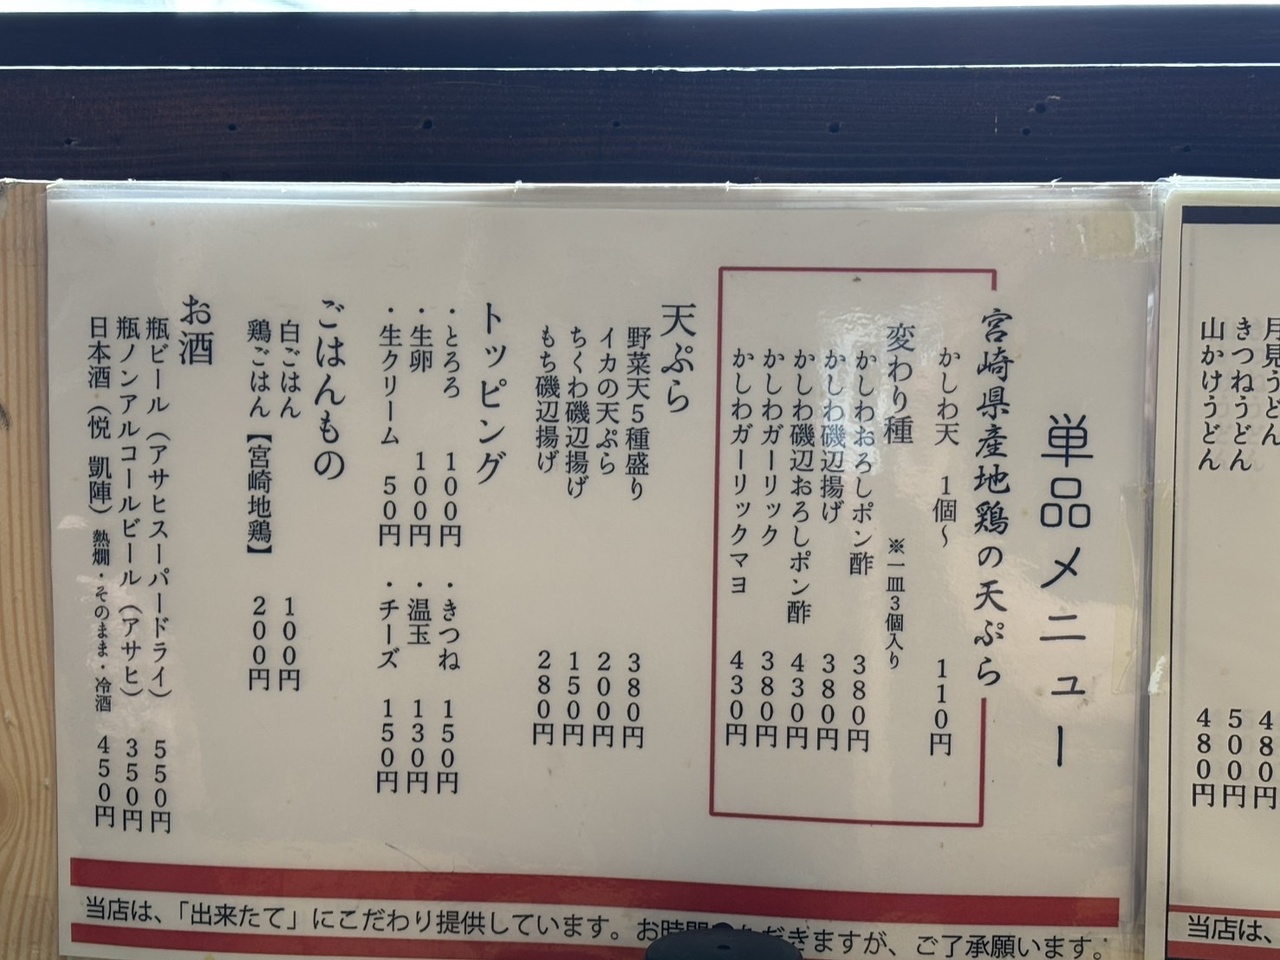 月見うどん 480円
きつねうどん 500円
山かけうどん 480円
当店は、
単品メニュー
宮崎県産地鶏の天ぷら
かしわ天 1個~ 110円
変わり種 ※一皿3個入り
かしわおろしポン酢 380円
かしわ磯辺揚げ 380円
かしわ磯辺おろしポン酢 430円
かしわガーリック 380円
かしわガーリックマヨ 430円
天ぷら
野菜天5種盛り 380円
イカの天ぷら 200円
ちくわ磯辺揚げ 150円
もち磯辺揚げ 280円
トッピング
・とろろ 100円 ・きつね 150円
・生卵 100円 ・温玉 130円
・生クリーム 50円 ・チーズ 150円
ごはんもの
白ごはん 100円
鶏ごはん【宮崎地鶏】 200円
お酒
瓶ビール(アサヒスーパードライ) 550円
瓶ノンアルコールビール(アサヒ) 350円
日本酒(悦 凱陣)熱燗・そのまま・冷酒 450円
当店は、「出来たて」にこだわり提供しています。お時間ただきますが、ご了承願います。